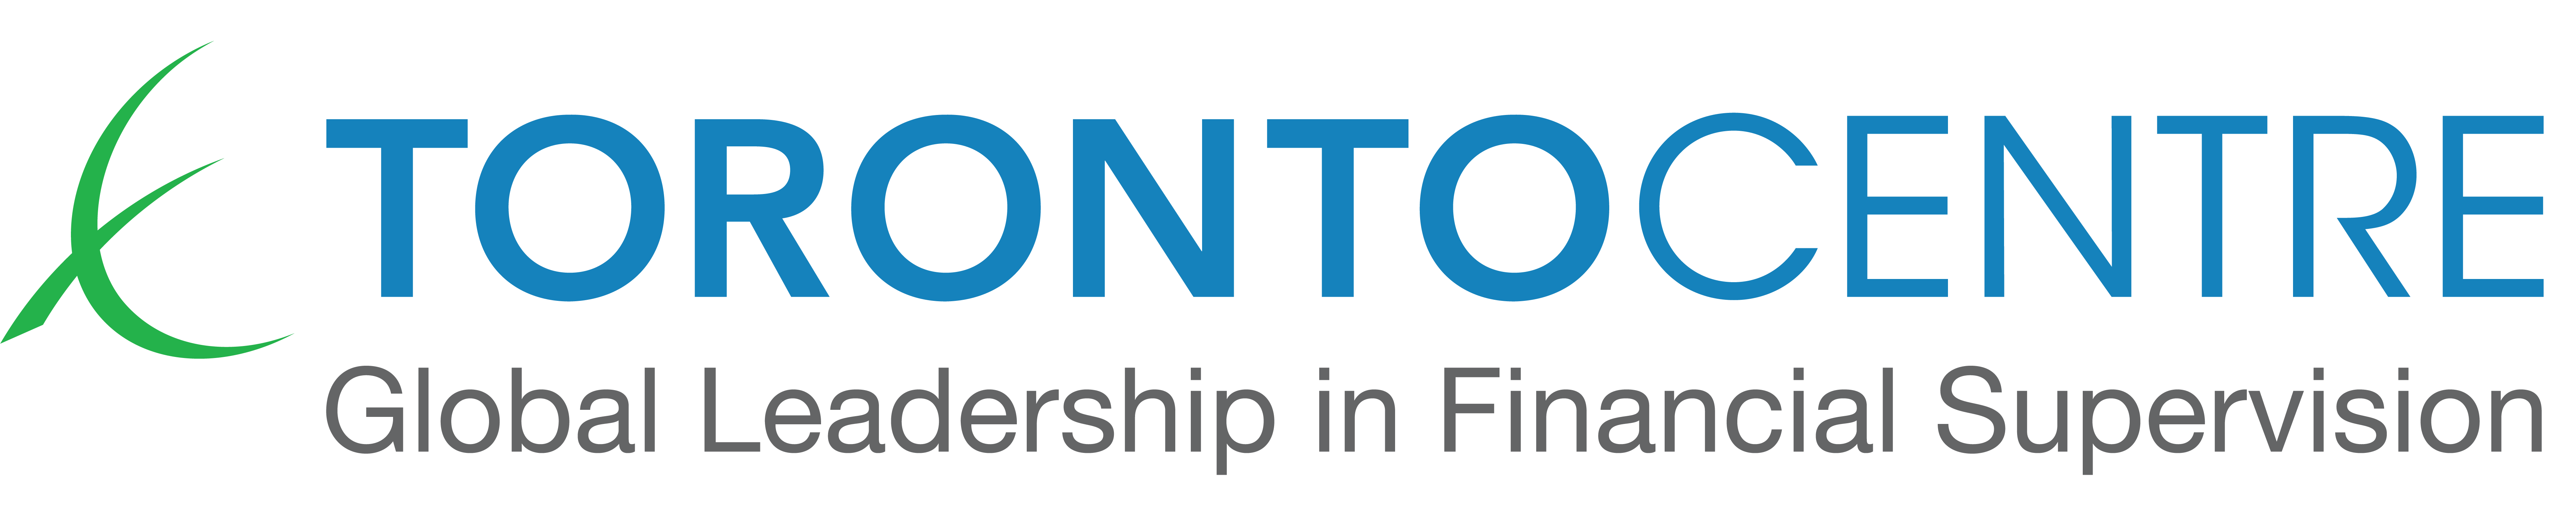 TORONTOCENTRE
Global Leadership in Financial Supervision